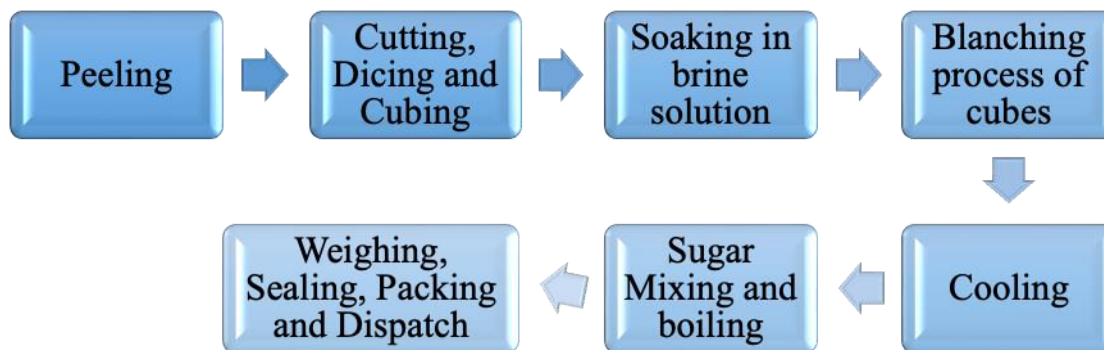 Peeling
Cutting,
Dicing and
Cubing
Soaking in
brine
solution
Blanching
process of
cubes
Cooling
Sugar
Mixing and
boiling
Weighing,
Sealing, Packing
and Dispatch